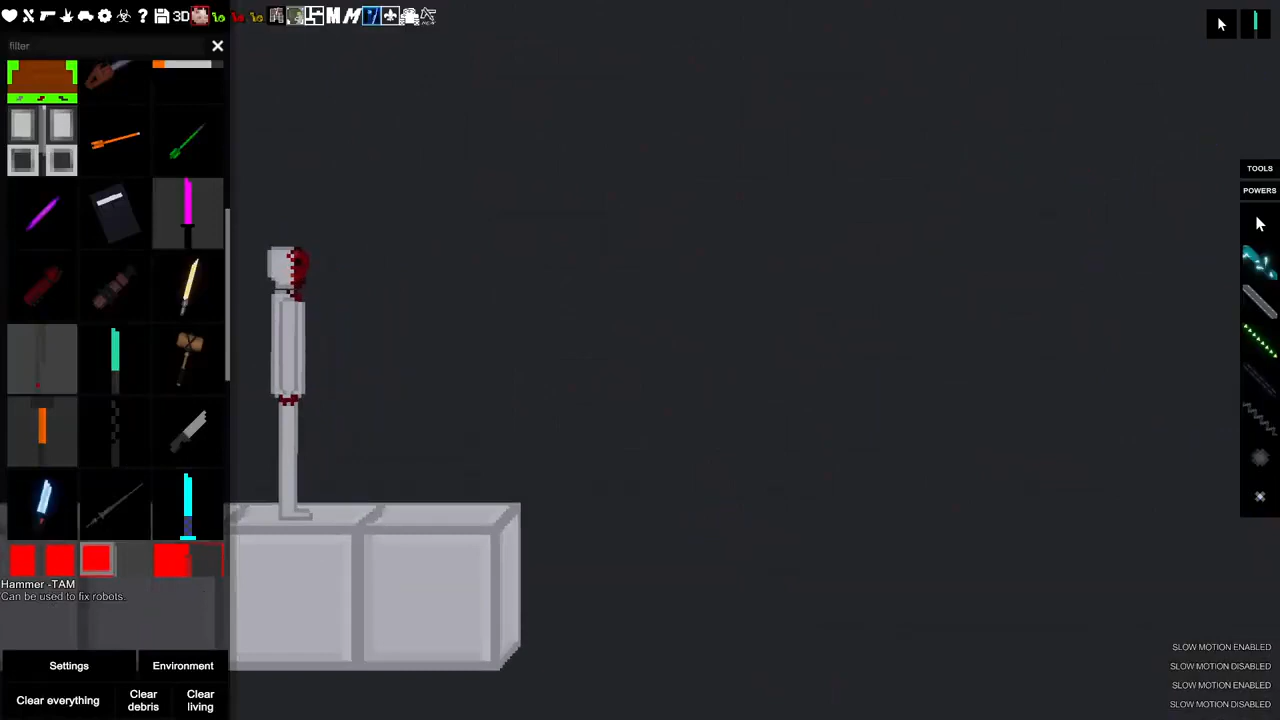 3D
filter
TOOLS
POWERS
Hammer -TAM
Can be used to fix robots.
Settings
Environment
Clear everything
Clear debris
Clear living
SLOW MOTION ENABLED
SLOW MOTION DISABLED
SLOW MOTION ENABLED
SLOW MOTION DISABLED